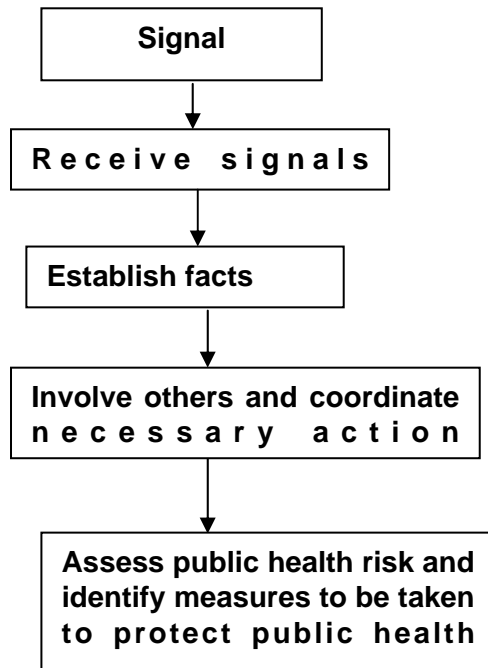 Signal
Receive signals
Establish facts
Involve others and coordinate
necessary action
Assess public health risk and
identify measures to be taken
to protect public health